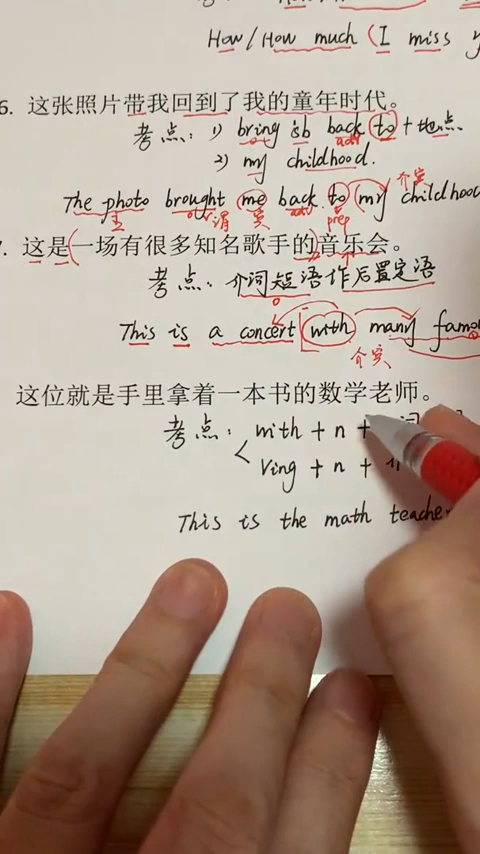 How/How much (I miss
6. 这张照片带我回到了我的童年时代。
考点: 1) bring sb back to + 地点
adv
2) my childhood.
The photo brought me back to my childhood
主 谓 宾 adv prep 介宾
7. 这是(一场有很多知名歌手的)音乐会。
考点: 介词短语作后置定语
This is a concert with many famo
介宾
这位就是手里拿着一本书的数学老师。
考点: with + n +
Ving + n +
This is the math teacher